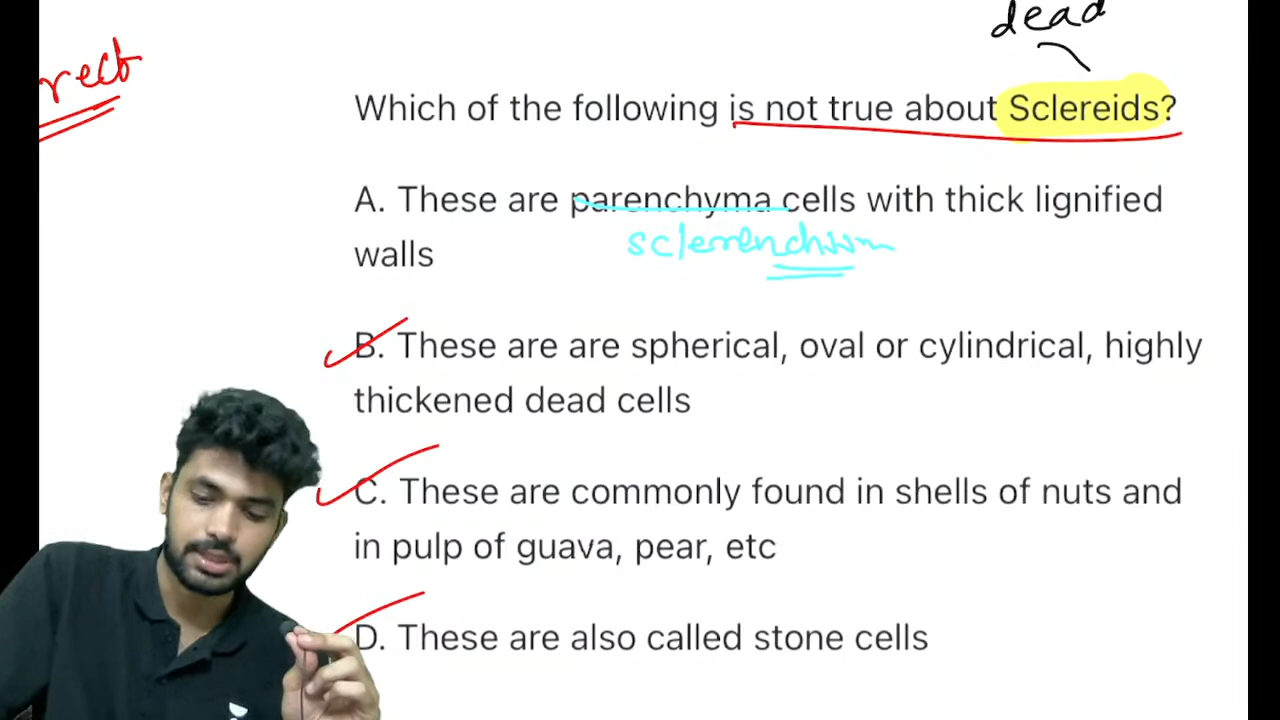 dead
rect
Which of the following is not true about Sclereids?
A. These are parenchyma cells with thick lignified
walls
B. These are are spherical, oval or cylindrical, highly
thickened dead cells
C. These are commonly found in shells of nuts and
in pulp of guava, pear, etc
D. These are also called stone cells